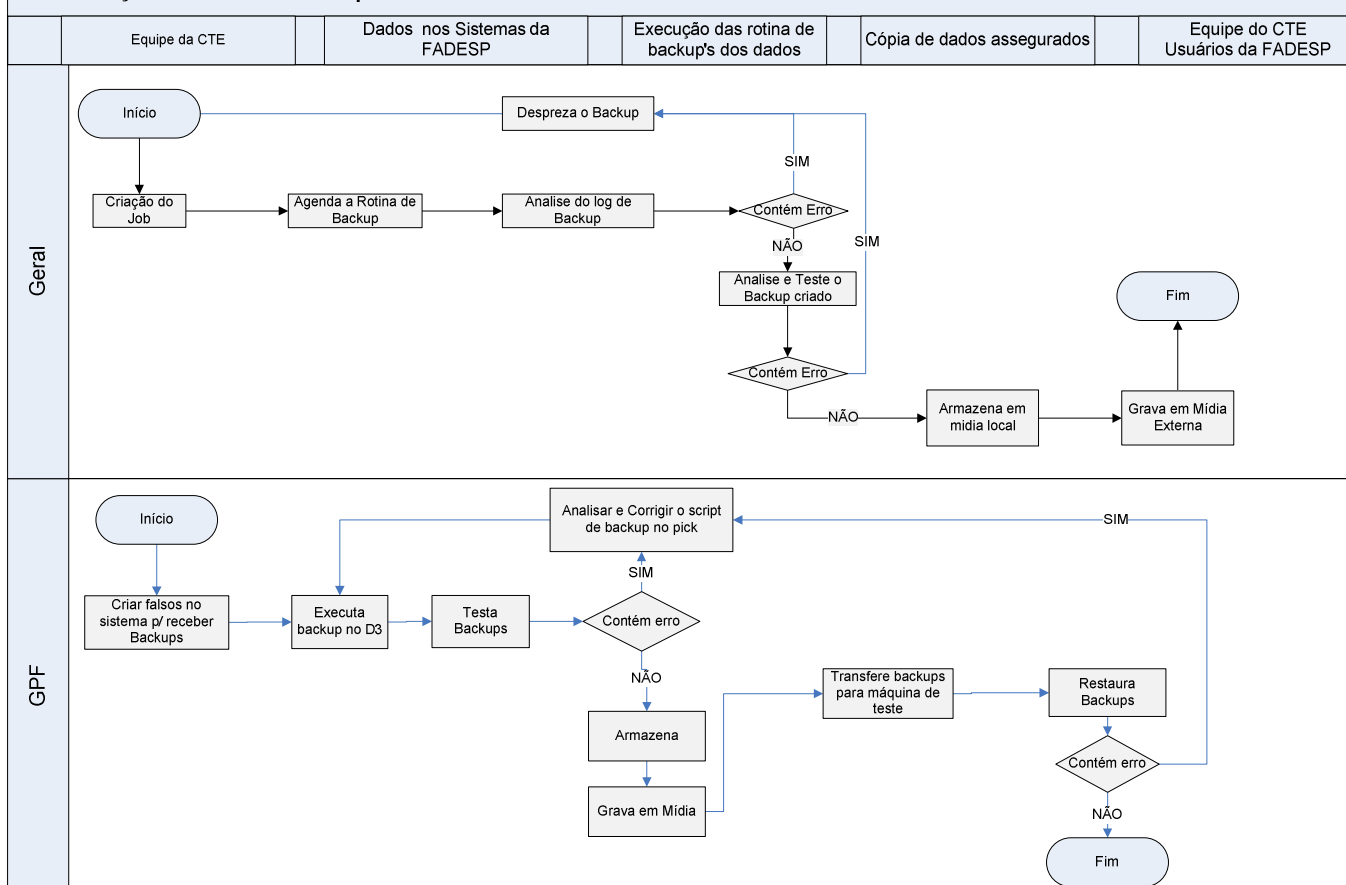 Equipe da CTE
Dados nos Sistemas da
FADESP
Execução das rotina de
backup's dos dados
Cópia de dados assegurados
Equipe do CTE
Usuários da FADESP
Geral
Início
Despreza o Backup
SIM
Criação do
Job
Agenda a Rotina de
Backup
Analise do log de
Backup
Contém Erro
SIM
NÃO
Analise e Teste o
Backup criado
Fim
Contém Erro
NÃO
Armazena em
midia local
Grava em Mídia
Externa
GPF
Início
Analisar e Corrigir o script
de backup no pick
SIM
SIM
Criar falsos no
sistema p/ receber
Backups
Executa
backup no D3
Testa
Backups
Contém erro
NÃO
Transfere backups
para máquina de
teste
Restaura
Backups
Armazena
Contém erro
Grava em Mídia
NÃO
Fim